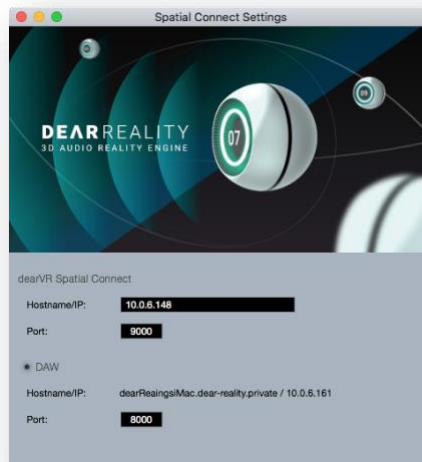 Spatial Connect Settings
DEARREALITY
3D AUDIO REALITY ENGINE
07
09
dearVR Spatial Connect
Hostname/IP: 10.0.6.148
Port: 9000
DAW
Hostname/IP: dearReaingsiMac.dear-reality.private / 10.0.6.161
Port: 8000